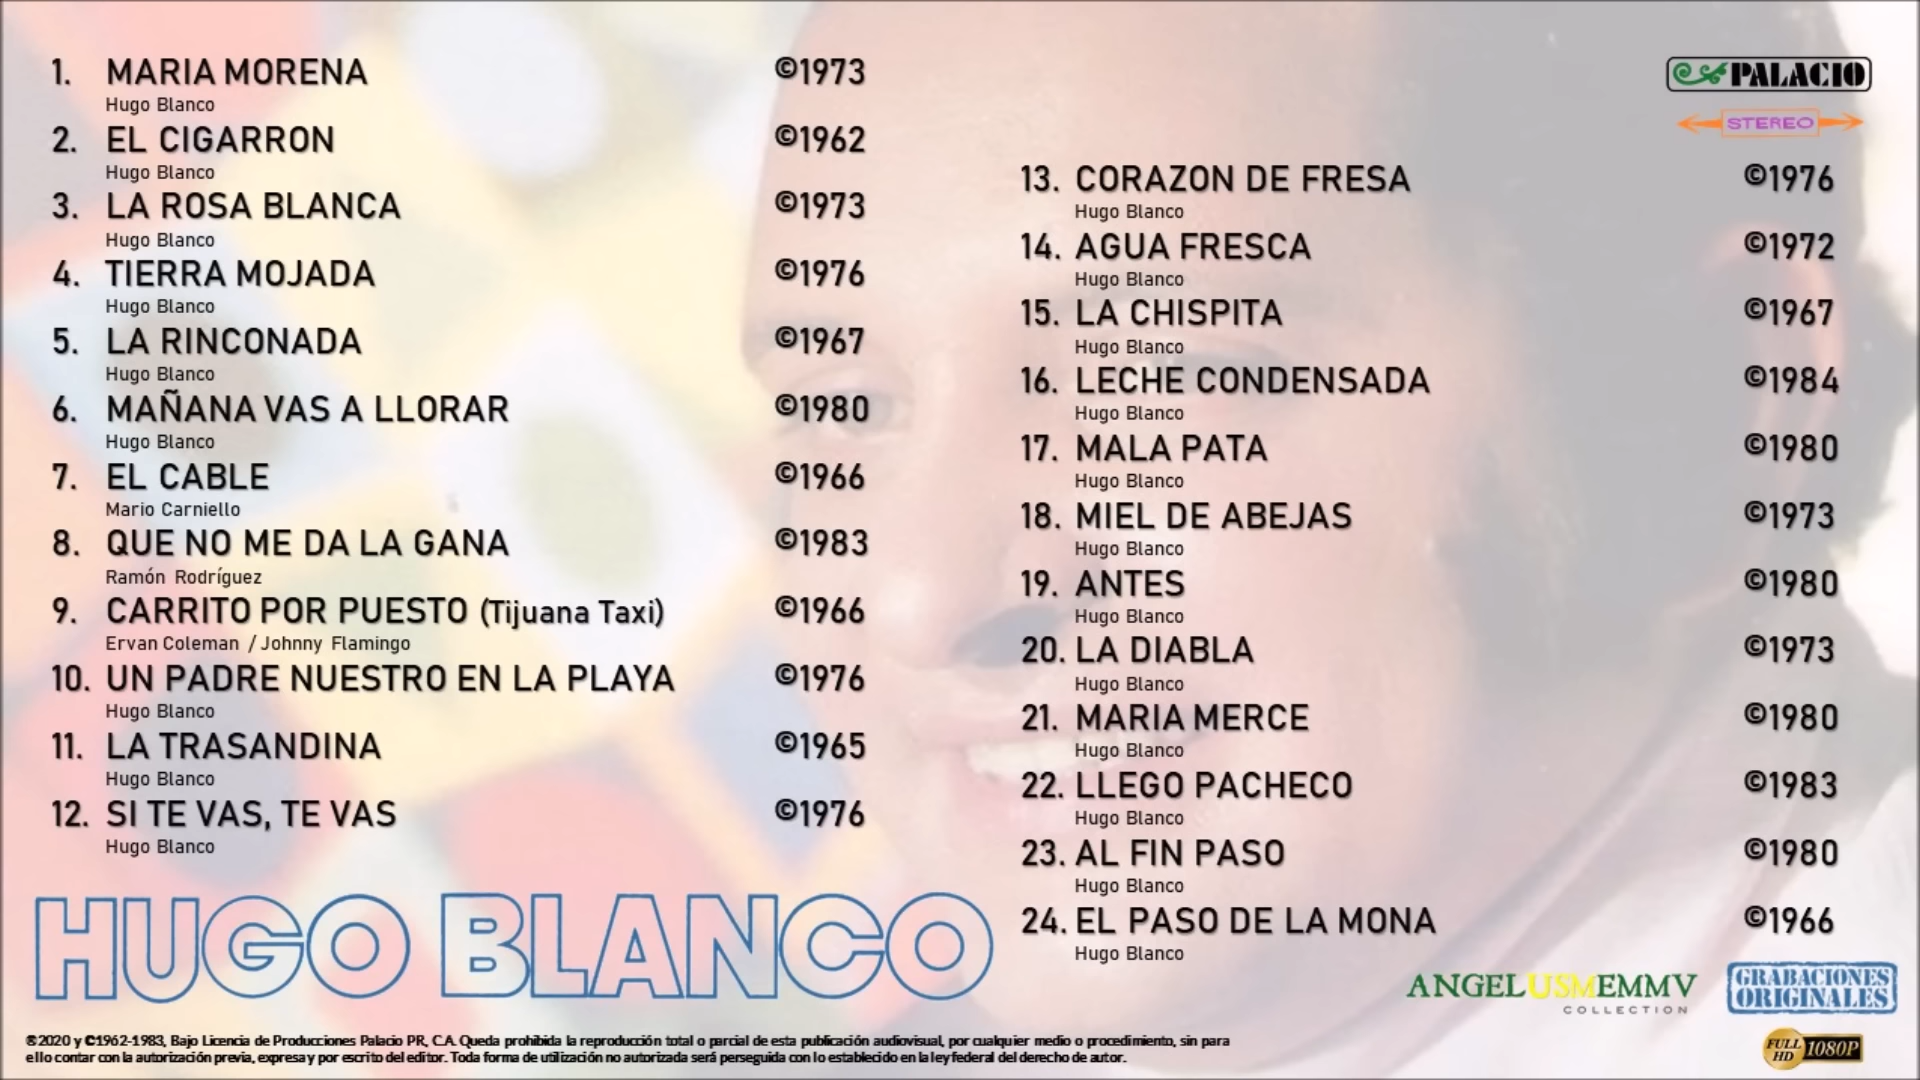 1. MARIA MORENA ©1973
Hugo Blanco
2. EL CIGARRON ©1962
Hugo Blanco
3. LA ROSA BLANCA ©1973
Hugo Blanco
4. TIERRA MOJADA ©1976
Hugo Blanco
5. LA RINCONADA ©1967
Hugo Blanco
6. MAÑANA VAS A LLORAR ©1980
Hugo Blanco
7. EL CABLE ©1966
Mario Carniello
8. QUE NO ME DA LA GANA ©1983
Ramón Rodríguez
9. CARRITO POR PUESTO (Tijuana Taxi) ©1966
Ervan Coleman / Johnny Flamingo
10. UN PADRE NUESTRO EN LA PLAYA ©1976
Hugo Blanco
11. LA TRASANDINA ©1965
Hugo Blanco
12. SI TE VAS, TE VAS ©1976
Hugo Blanco
PALACIO
STEREO
13. CORAZON DE FRESA ©1976
Hugo Blanco
14. AGUA FRESCA ©1972
Hugo Blanco
15. LA CHISPITA ©1967
Hugo Blanco
16. LECHE CONDENSADA ©1984
Hugo Blanco
17. MALA PATA ©1980
Hugo Blanco
18. MIEL DE ABEJAS ©1973
Hugo Blanco
19. ANTES ©1980
Hugo Blanco
20. LA DIABLA ©1973
Hugo Blanco
21. MARIA MERCE ©1980
Hugo Blanco
22. LLEGO PACHECO ©1983
Hugo Blanco
23. AL FIN PASO ©1980
Hugo Blanco
24. EL PASO DE LA MONA ©1966
Hugo Blanco
HUGO BLANCO
ANGELUSMEMMV
COLLECTION
GRABACIONES
ORIGINALES
®2020 y ©1962-1983, Bajo Licencia de Producciones Palacio PR, C.A. Queda prohibida la reproducción total o parcial de esta publicación audiovisual, por cualquier medio o procedimiento, sin para
ello contar con la autorización previa, expresa y por escrito del editor. Toda forma de utilización no autorizada será perseguida con lo establecido en la ley federal del derecho de autor.
FULL HD 1080P